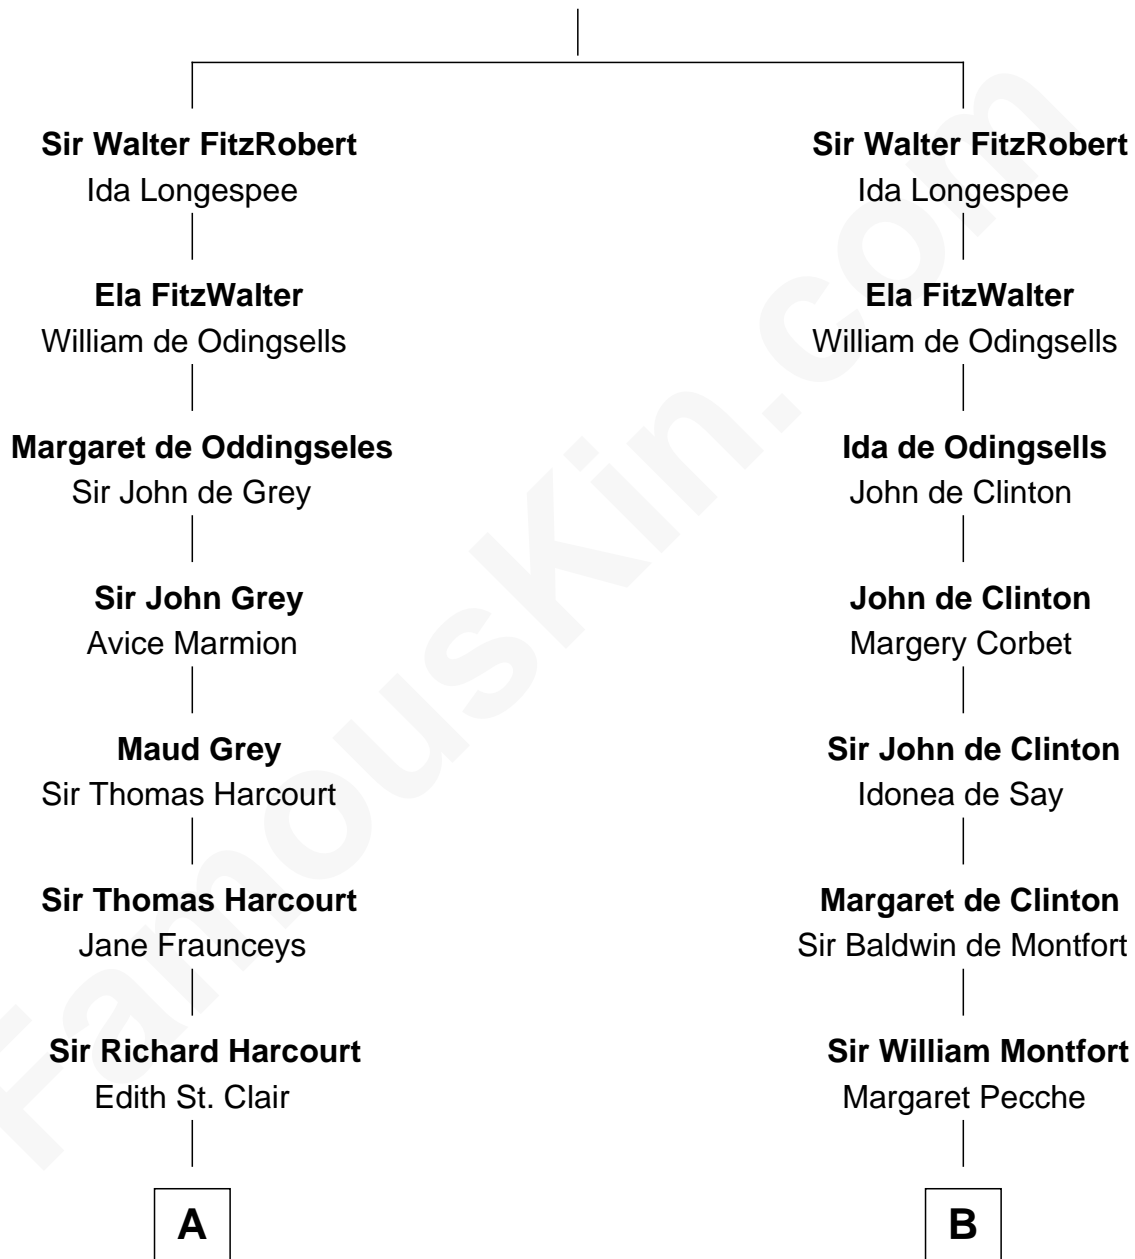 Sir Walter FitzRobert
Ida Longespee
Ela FitzWalter
William de Odingsells
Margaret de Oddingseles
Sir John de Grey
Sir John Grey
Avice Marmion
Maud Grey
Sir Thomas Harcourt
Sir Thomas Harcourt
Jane Fraunceys
Sir Richard Harcourt
Edith St. Clair
A
Sir Walter FitzRobert
Ida Longespee
Ela FitzWalter
William de Odingsells
Ida de Odingsells
John de Clinton
John de Clinton
Margery Corbet
Sir John de Clinton
Idonea de Say
Margaret de Clinton
Sir Baldwin de Montfort
Sir William Montfort
Margaret Pecche
B
FamousKin.com